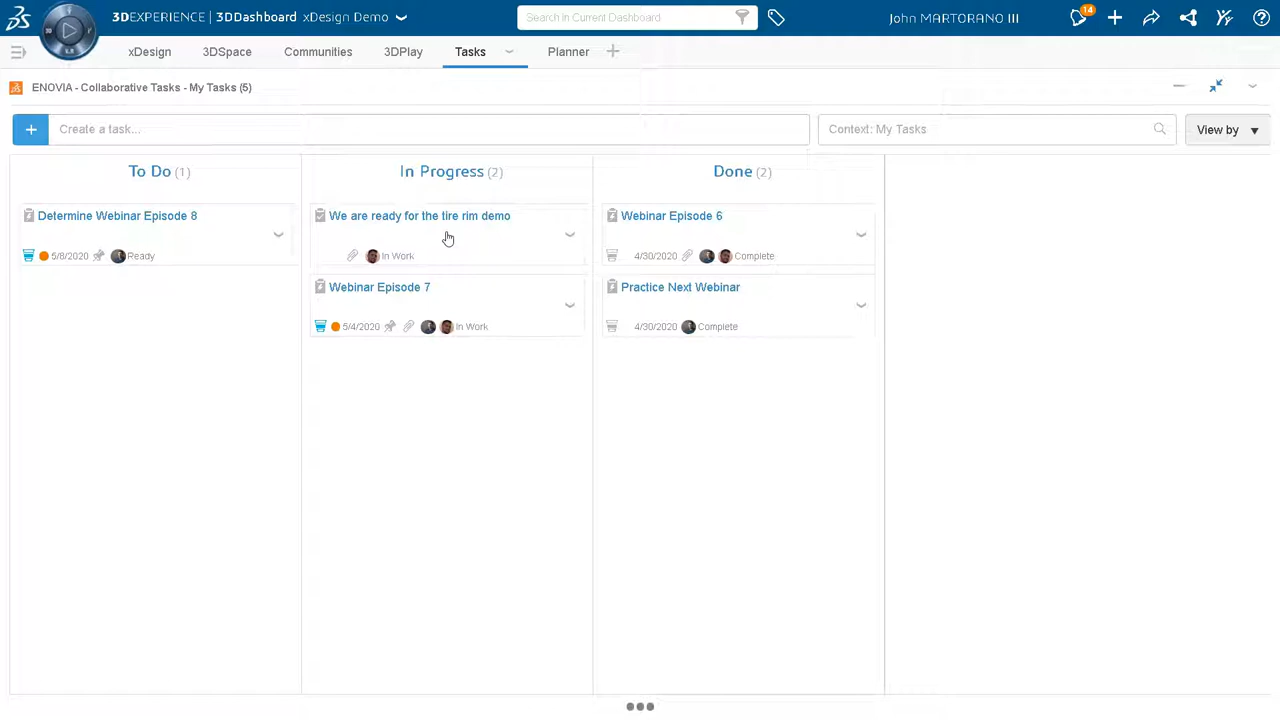 3DEXPERIENCE | 3DDashboard xDesign Demo
Search in Current Dashboard
John MARTORANO III
14
xDesign 3DSpace Communities 3DPlay Tasks Planner
ENOVIA - Collaborative Tasks - My Tasks (5)
Create a task...
Context: My Tasks
View by
To Do (1)
Determine Webinar Episode 8
5/8/2020 Ready
In Progress (2)
We are ready for the tire rim demo
In Work
Webinar Episode 7
5/4/2020 In Work
Done (2)
Webinar Episode 6
4/30/2020 Complete
Practice Next Webinar
4/30/2020 Complete